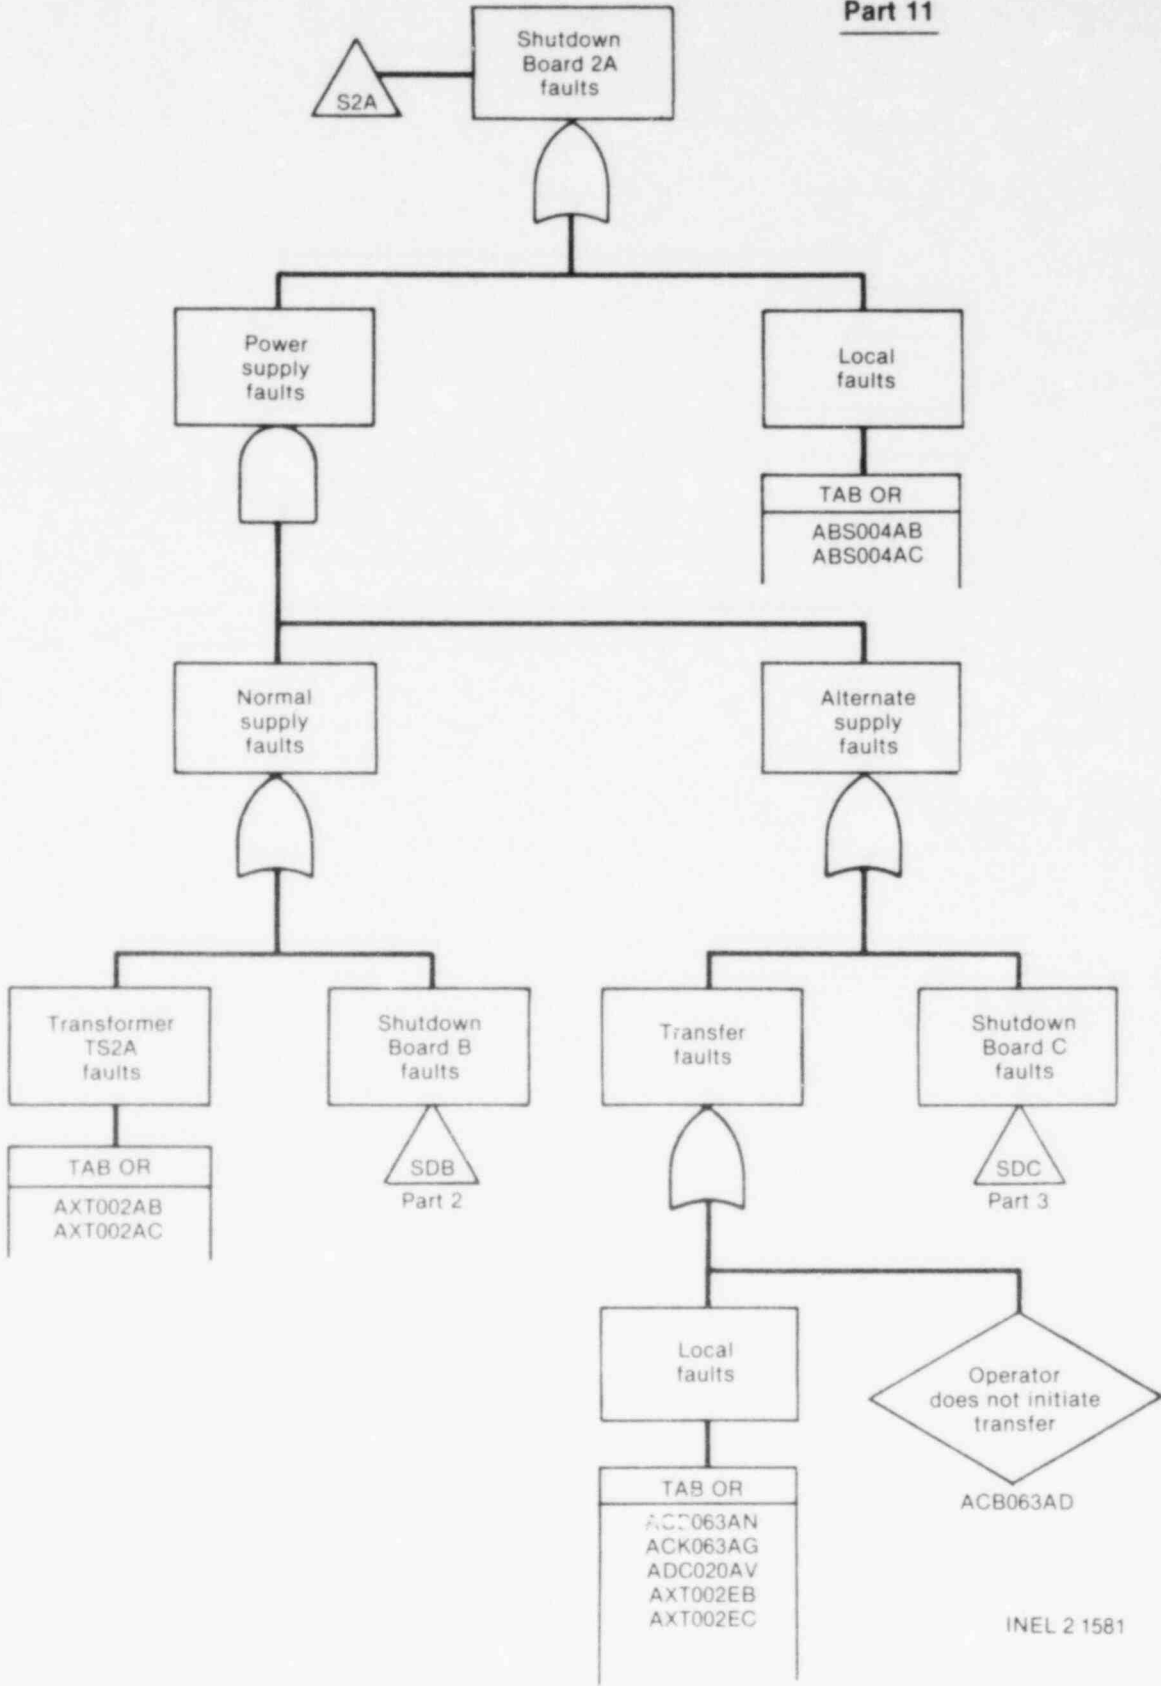 Part 11
Shutdown
Board 2A
faults
S2A
Power
supply
faults
Local
faults
TAB OR
ABS004AB
ABS004AC
Normal
supply
faults
Alternate
supply
faults
Transformer
TS2A
faults
Shutdown
Board B
faults
Transfer
faults
Shutdown
Board C
faults
TAB OR
AXT002AB
AXT002AC
SDB
Part 2
SDC
Part 3
Local
faults
Operator
does not initiate
transfer
ACB063AD
TAB OR
ACK063AG
ADC020AV
AXT002EB
AXT002EC
INEL 2 1581